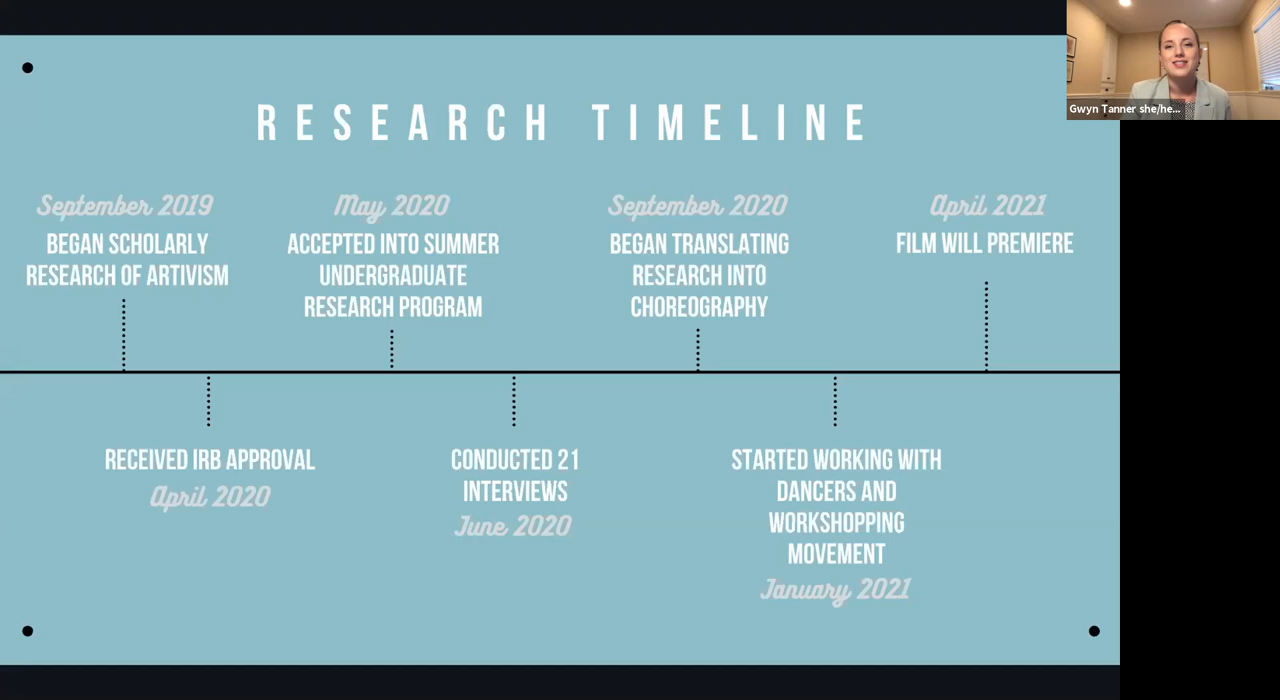 RESEARCH TIMELINE
September 2019
BEGAN SCHOLARLY
RESEARCH OF ARTIVISM
May 2020
ACCEPTED INTO SUMMER
UNDERGRADUATE
RESEARCH PROGRAM
September 2020
BEGAN TRANSLATING
RESEARCH INTO
CHOREOGRAPHY
April 2021
FILM WILL PREMIERE
RECEIVED IRB APPROVAL
April 2020
CONDUCTED 21
INTERVIEWS
June 2020
STARTED WORKING WITH
DANCERS AND
WORKSHOPPING
MOVEMENT
January 2021
Gwyn Tanner she/he...